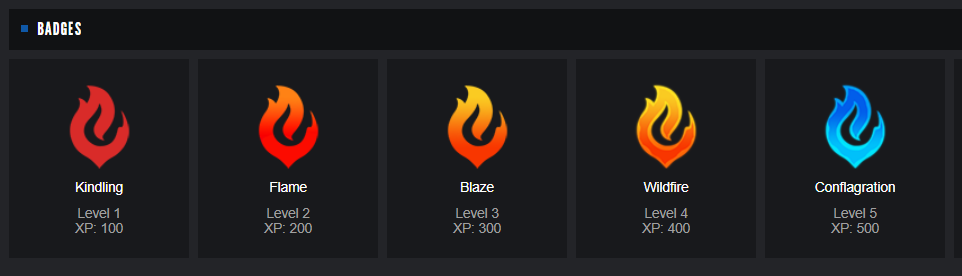 BADGES
Kindling
Level 1
XP: 100
Flame
Level 2
XP: 200
Blaze
Level 3
XP: 300
Wildfire
Level 4
XP: 400
Conflagration
Level 5
XP: 500